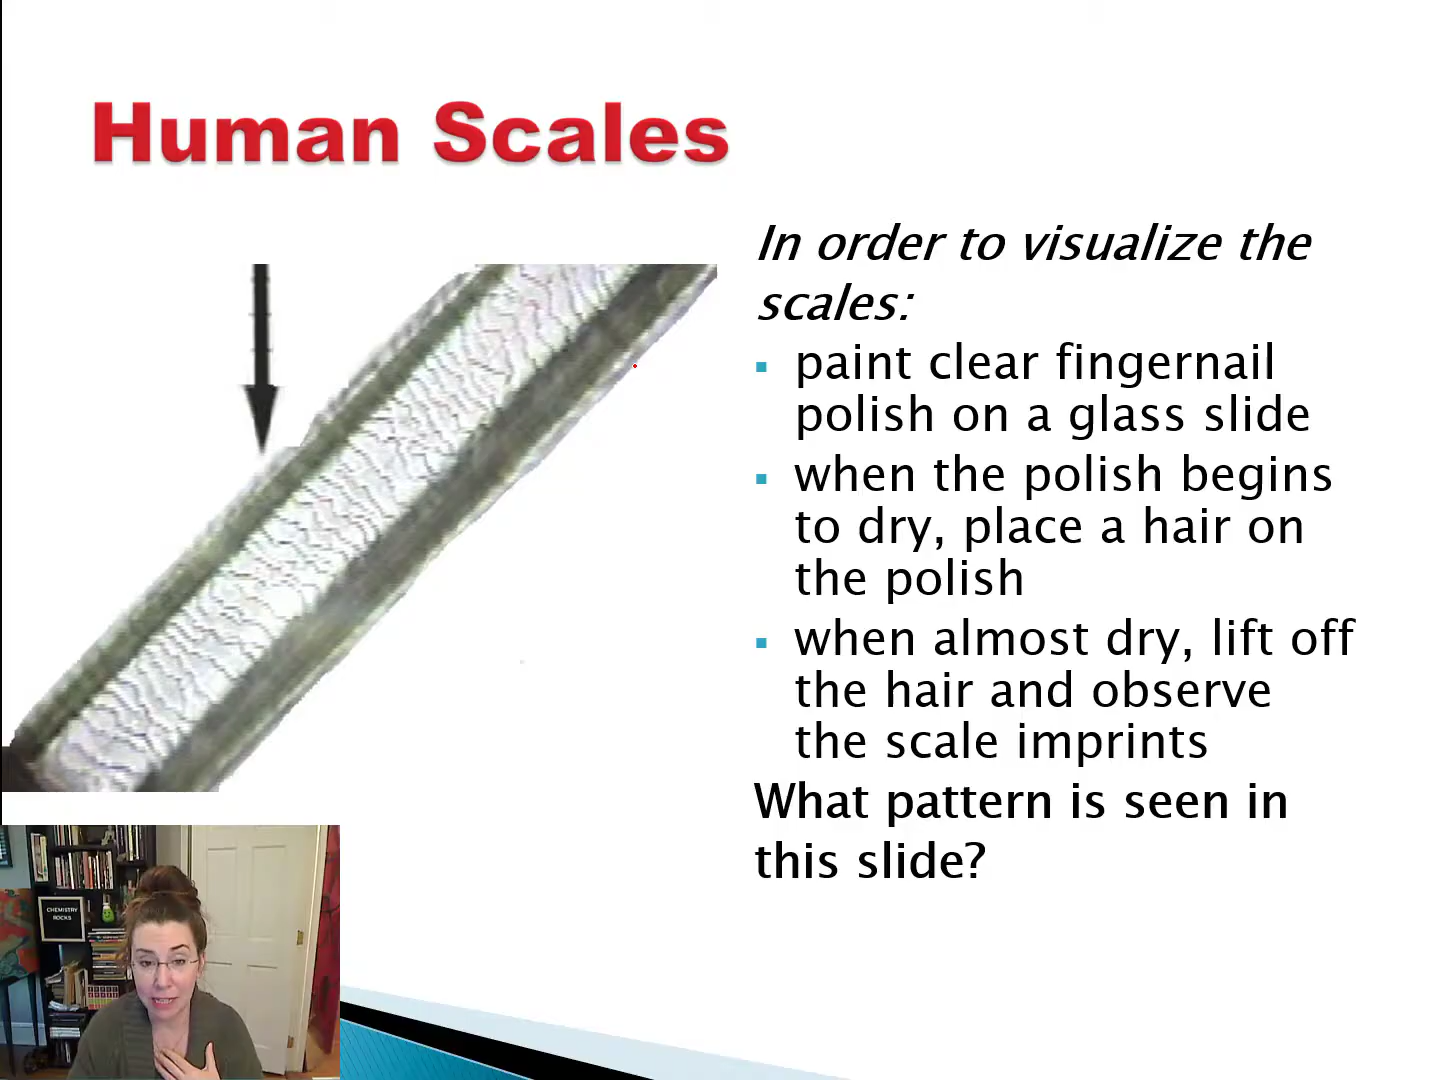 Human Scales
In order to visualize the
scales:
paint clear fingernail
polish on a glass slide
when the polish begins
to dry, place a hair on
the polish
when almost dry, lift off
the hair and observe
the scale imprints
What pattern is seen in
this slide?
CHEMISTRY
ROCKS